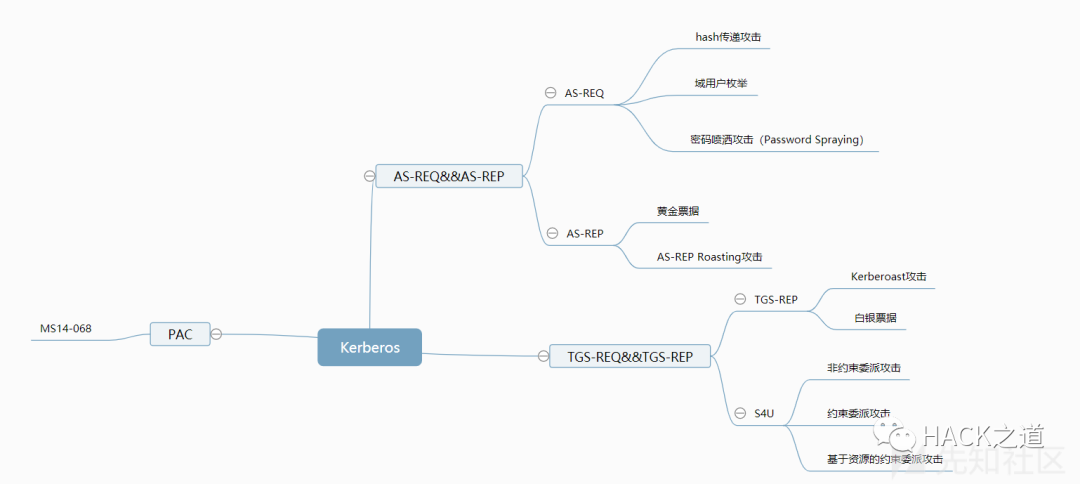 hash传递攻击
AS-REQ
域用户枚举
密码喷洒攻击（Password Spraying）
AS-REQ&&AS-REP
黄金票据
AS-REP
AS-REP Roasting攻击
Kerberoast攻击
TGS-REP
白银票据
MS14-068
PAC
Kerberos
TGS-REQ&&TGS-REP
非约束委派攻击
S4U
约束委派攻击
HACK之道
基于资源的约束委派攻击
先知社区